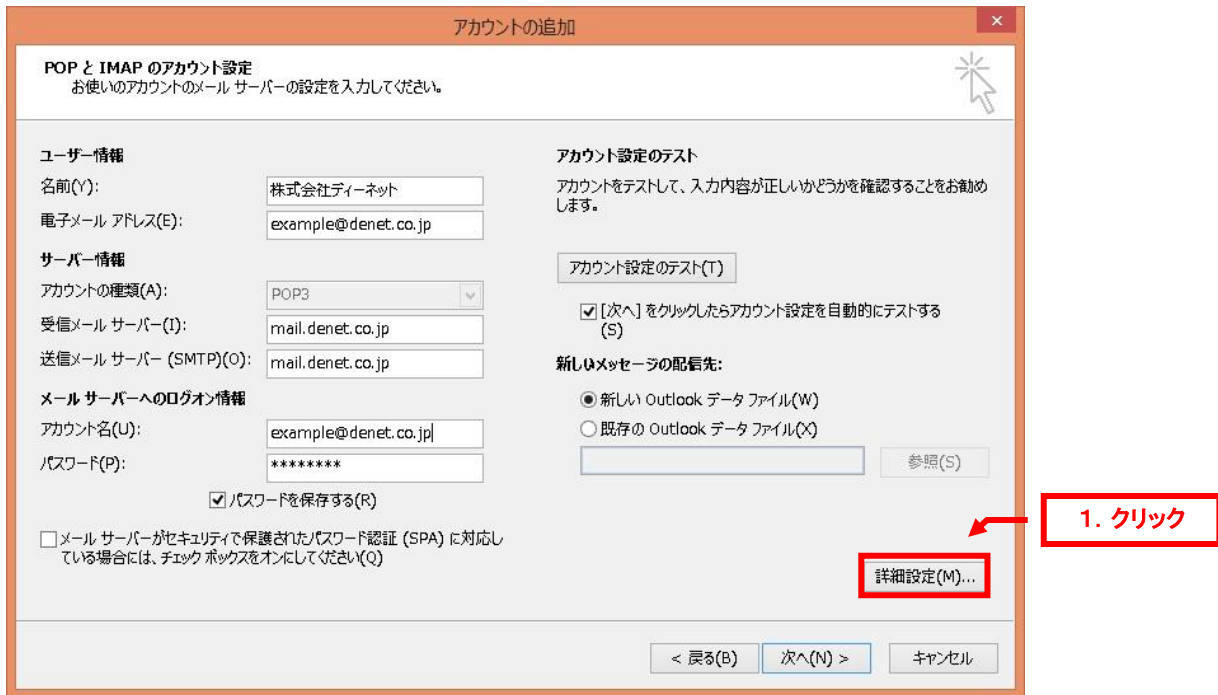 アカウントの追加
POP と IMAP のアカウント設定
お使いのアカウントのメール サーバーの設定を入力してください。
ユーザー情報
名前(Y):
株式会社ディーネット
電子メール アドレス(E):
example@denet.co.jp
サーバー情報
アカウントの種類(A):
POP3
受信メール サーバー(I):
mail.denet.co.jp
送信メール サーバー (SMTP)(O):
mail.denet.co.jp
メール サーバーへのログオン情報
アカウント名(U):
example@denet.co.jp
パスワード(P):
********
パスワードを保存する(R)
メール サーバーがセキュリティで保護されたパスワード認証 (SPA) に対応し
ている場合には、チェック ボックスをオンにしてください(Q)
アカウント設定のテスト
アカウントをテストして、入力内容が正しいかどうかを確認することをお勧め
します。
アカウント設定のテスト(T)
[次へ] をクリックしたらアカウント設定を自動的にテストする
(S)
新しいメッセージの配信先:
新しい Outlook データ ファイル(W)
既存の Outlook データ ファイル(X)
参照(S)
1. クリック
詳細設定(M)...
< 戻る(B)
次へ(N) >
キャンセル